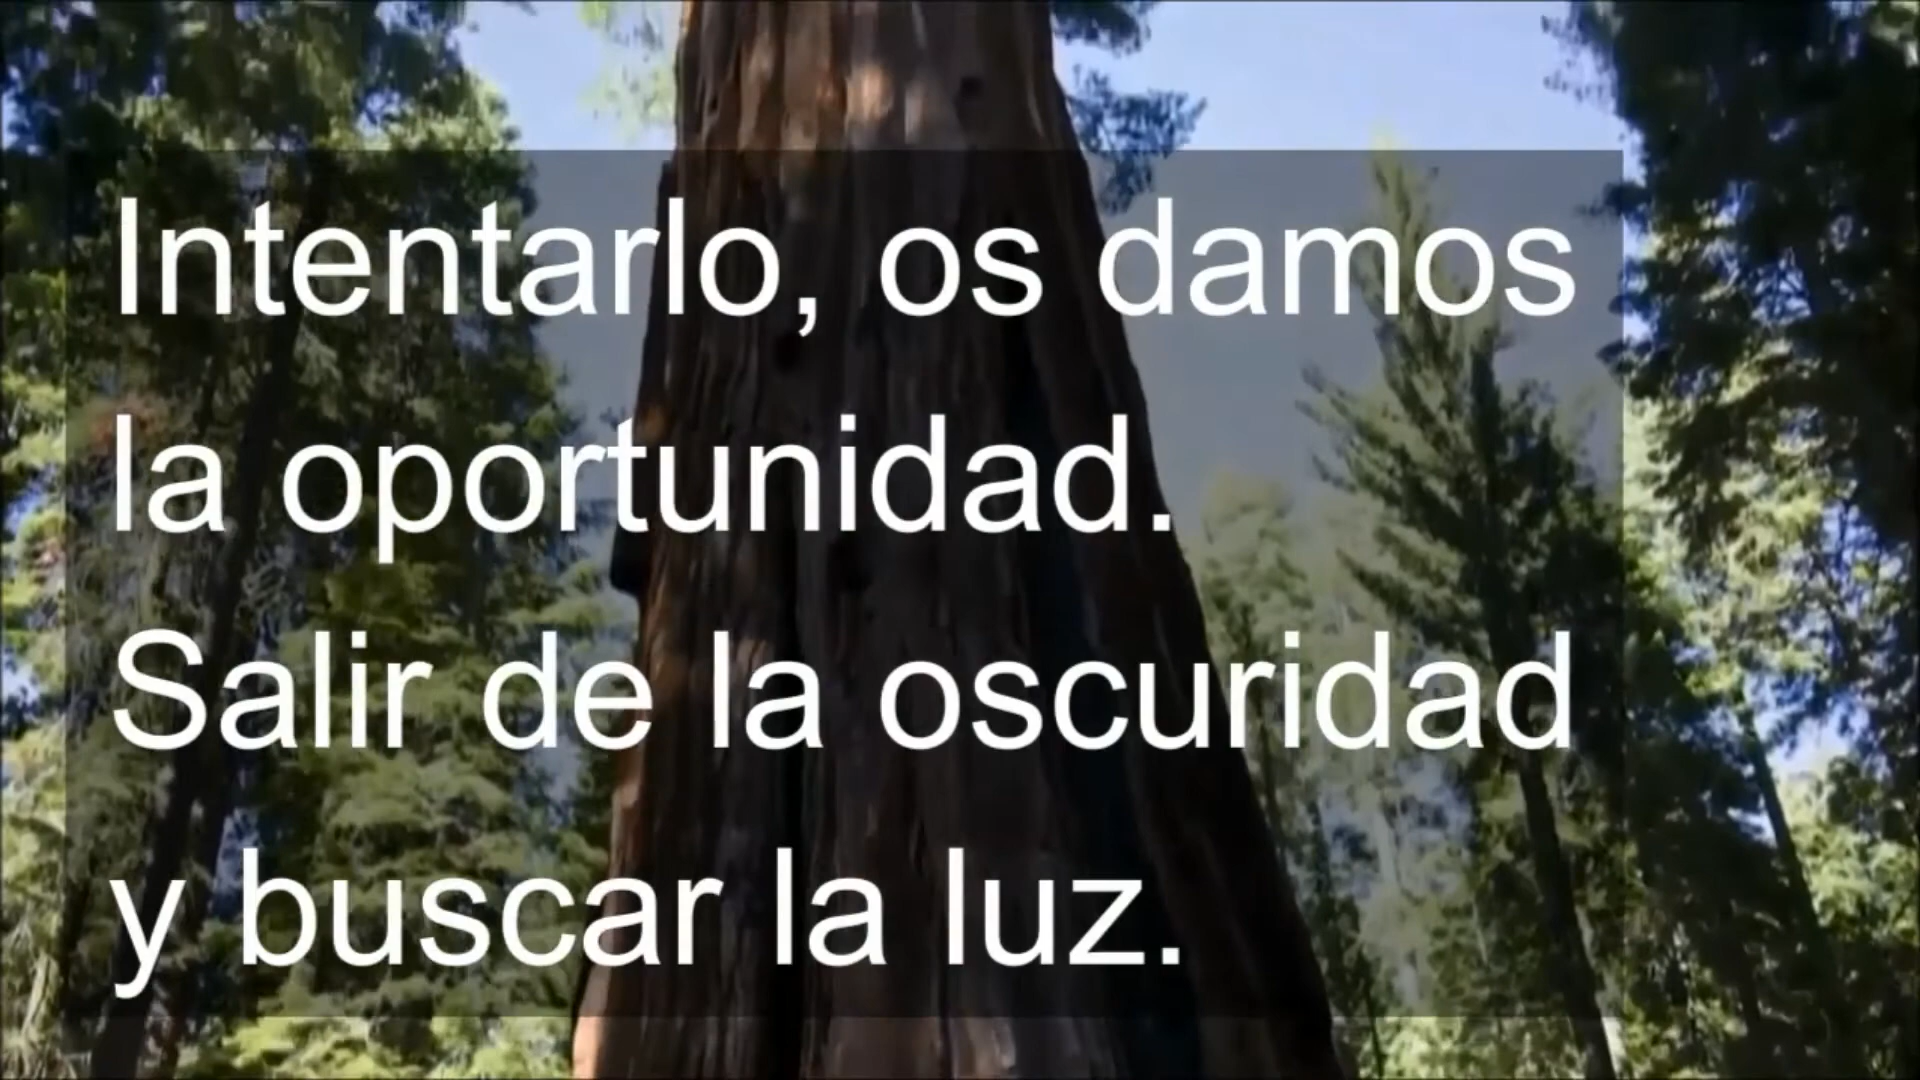 Intentarlo, os damos
la oportunidad.
Salir de la oscuridad
y buscar la luz.